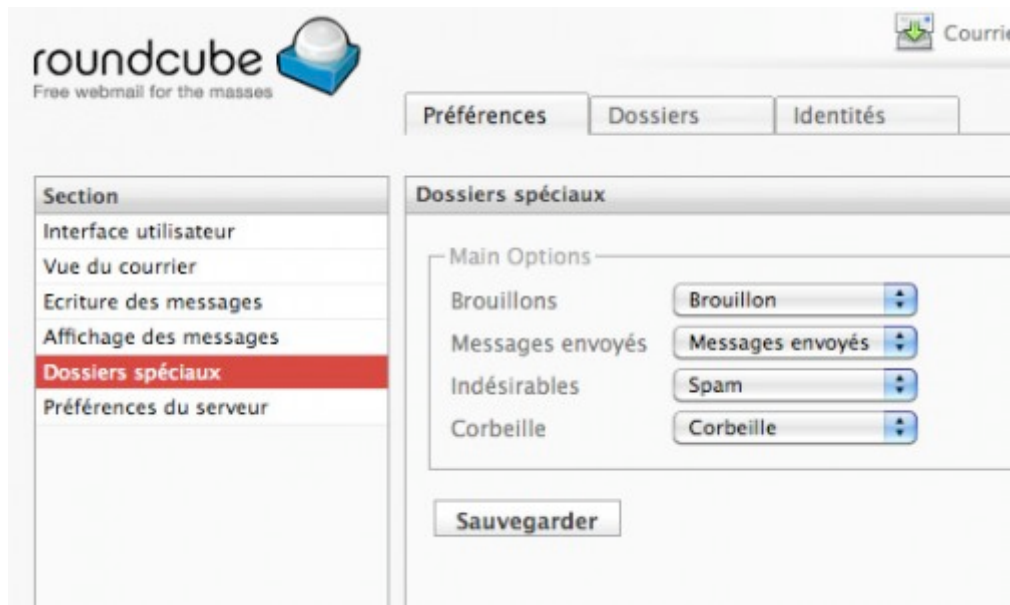 roundcube
Free webmail for the masses
Préférences
Dossiers
Identités
Section
Interface utilisateur
Vue du courrier
Ecriture des messages
Affichage des messages
Dossiers spéciaux
Préférences du serveur
Dossiers spéciaux
Main Options
Brouillons Brouillon
Messages envoyés Messages envoyés
Indésirables Spam
Corbeille Corbeille
Sauvegarder